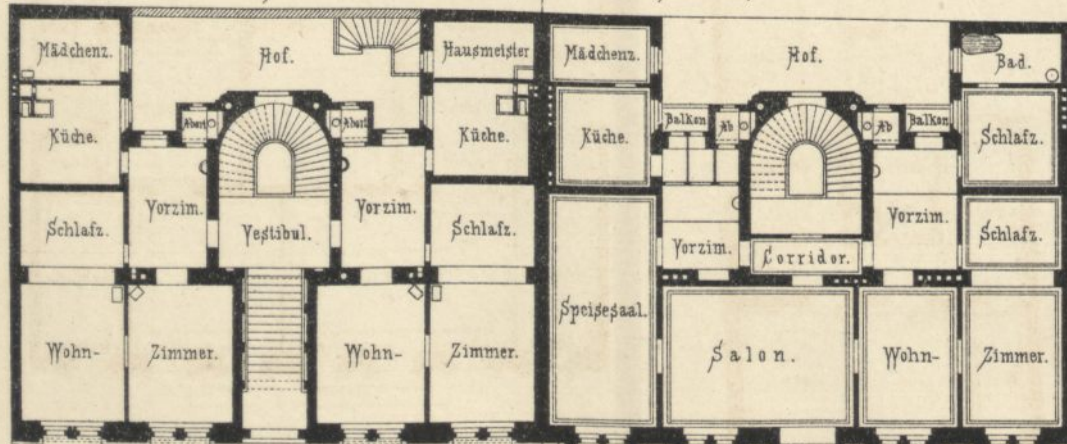 Mädchenz.
Hof.
Hausmeister
Küche.
Abort
Abort
Küche.
Vorzim.
Vorzim.
Schlafz.
Vestibul.
Schlafz.
Wohn-
Zimmer.
Wohn-
Zimmer.
Mädchenz.
Hof.
Bad.
Küche.
Balkon
Ab
Ab
Balkon
Schlafz.
Vorzim.
Vorzim.
Schlafz.
Corridor.
Speisesaal.
Salon.
Wohn-
Zimmer.